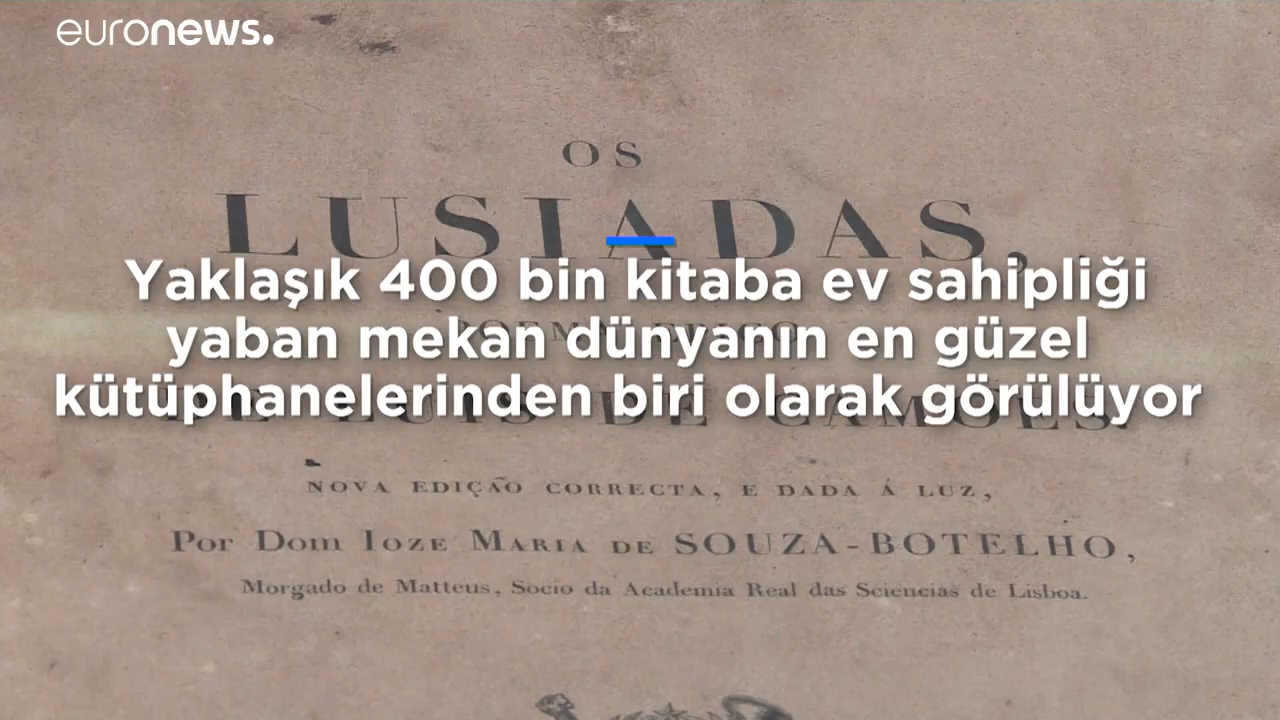 euronews.
OS
LUSIADAS,
Yaklaşık 400 bin kitaba ev sahipliği
yaban mekan dünyanın en güzel
kütüphanelerinden biri olarak görülüyor
NOVA EDIÇÃO CORRECTA, E DADA Á LUZ,
Por Dom Ioze Maria de SOUZA-BOTELHO,
Morgado de Matteus, Socio da Academia Real das Sciencias de Lisboa.